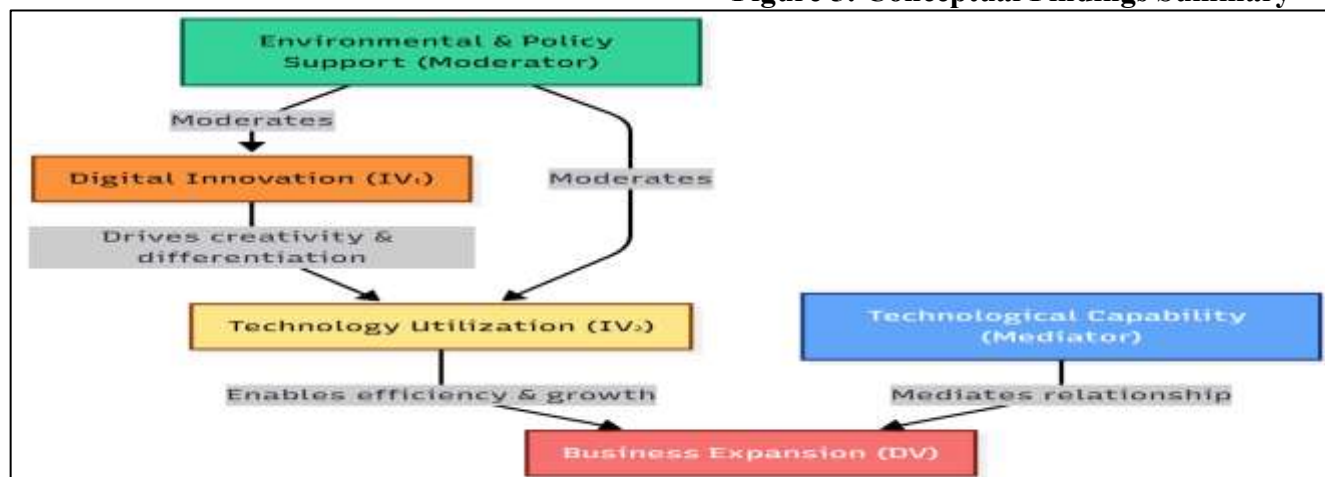 Figure 3: Conceptual Findings Summary
Environmental & Policy
Support (Moderator)
Moderates
Digital Innovation (IV₁)
Moderates
Drives creativity &
differentiation
Technology Utilization (IV₂)
Technological Capability
(Mediator)
Enables efficiency & growth
Mediates relationship
Business Expansion (DV)